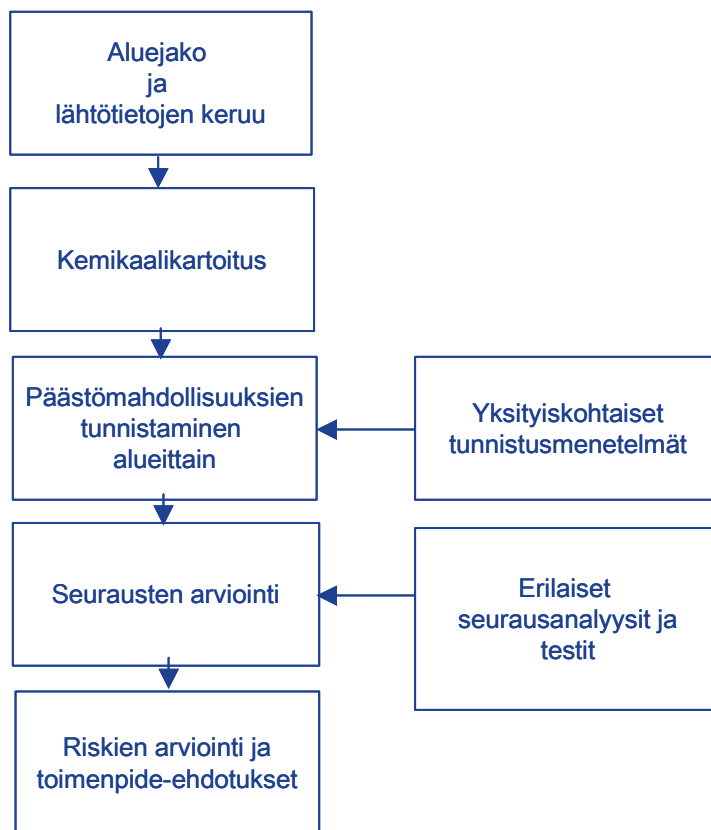 Aluejako
ja
lähtötietojen keruu
Kemikaalikartoitus
Päästömahdollisuuksien
tunnistaminen
alueittain
Yksityiskohtaiset
tunnistusmenetelmät
Seurausten arviointi
Erilaiset
seurausanalyysit ja
testit
Riskien arviointi ja
toimenpide-ehdotukset